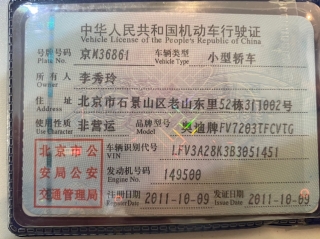 中华人民共和国机动车行驶证
Vehicle License of the People's Republic of China
号牌号码 京M36861 车辆类型 小型轿车
Plate No. Vehicle Type
所有人 李秀玲
Owner
住址 北京市石景山区老山东里52栋3门002号
Address
使用性质 非营运 品牌型号 奥迪牌FV7203TFCVTG
Use Character Model
北京市公安局公安交通管理局
车辆识别代号 LFV3A28K3B3051451
VIN
发动机号码 149500
Engine No.
注册日期 2011-10-09 发证日期 2011-10-09
Register Date Issue Date